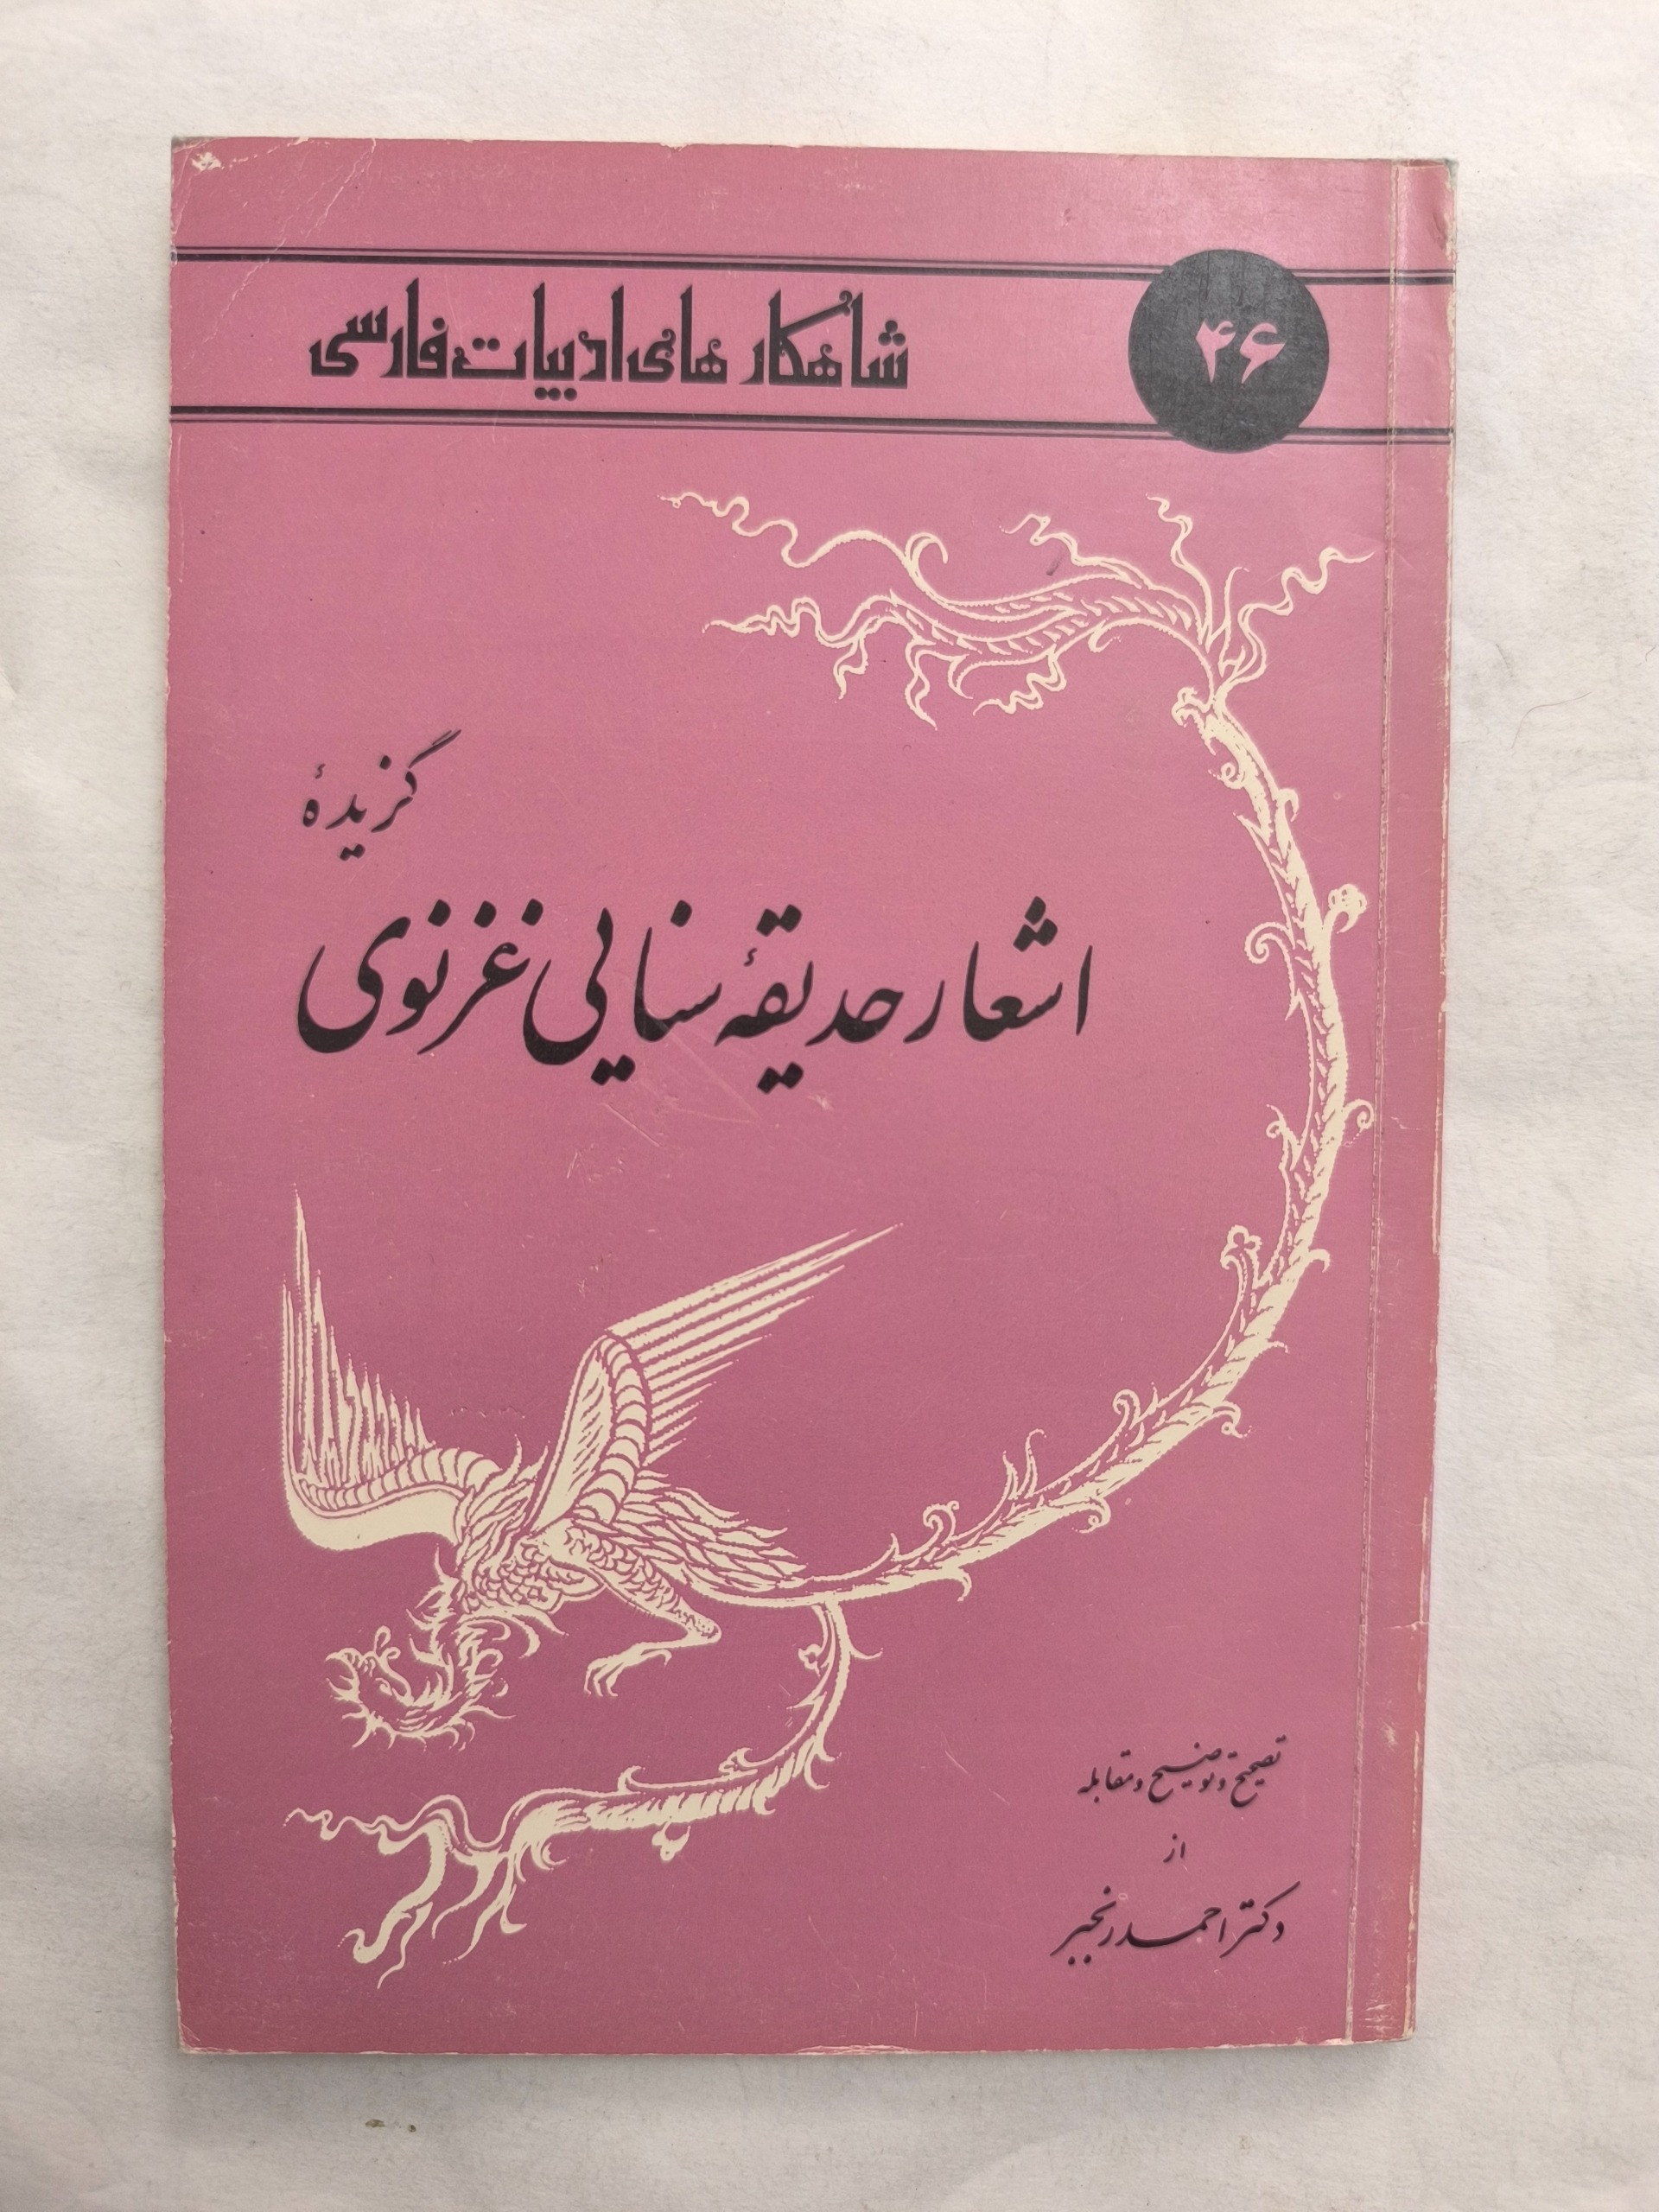 شاهکارهای ادبیات فارسی
۴۶
گزیدهٔ
اشعار حدیقهٔ سنایی غزنوی
تصحیح و توضیح و مقابله
از
دکتر احمد رنجبر